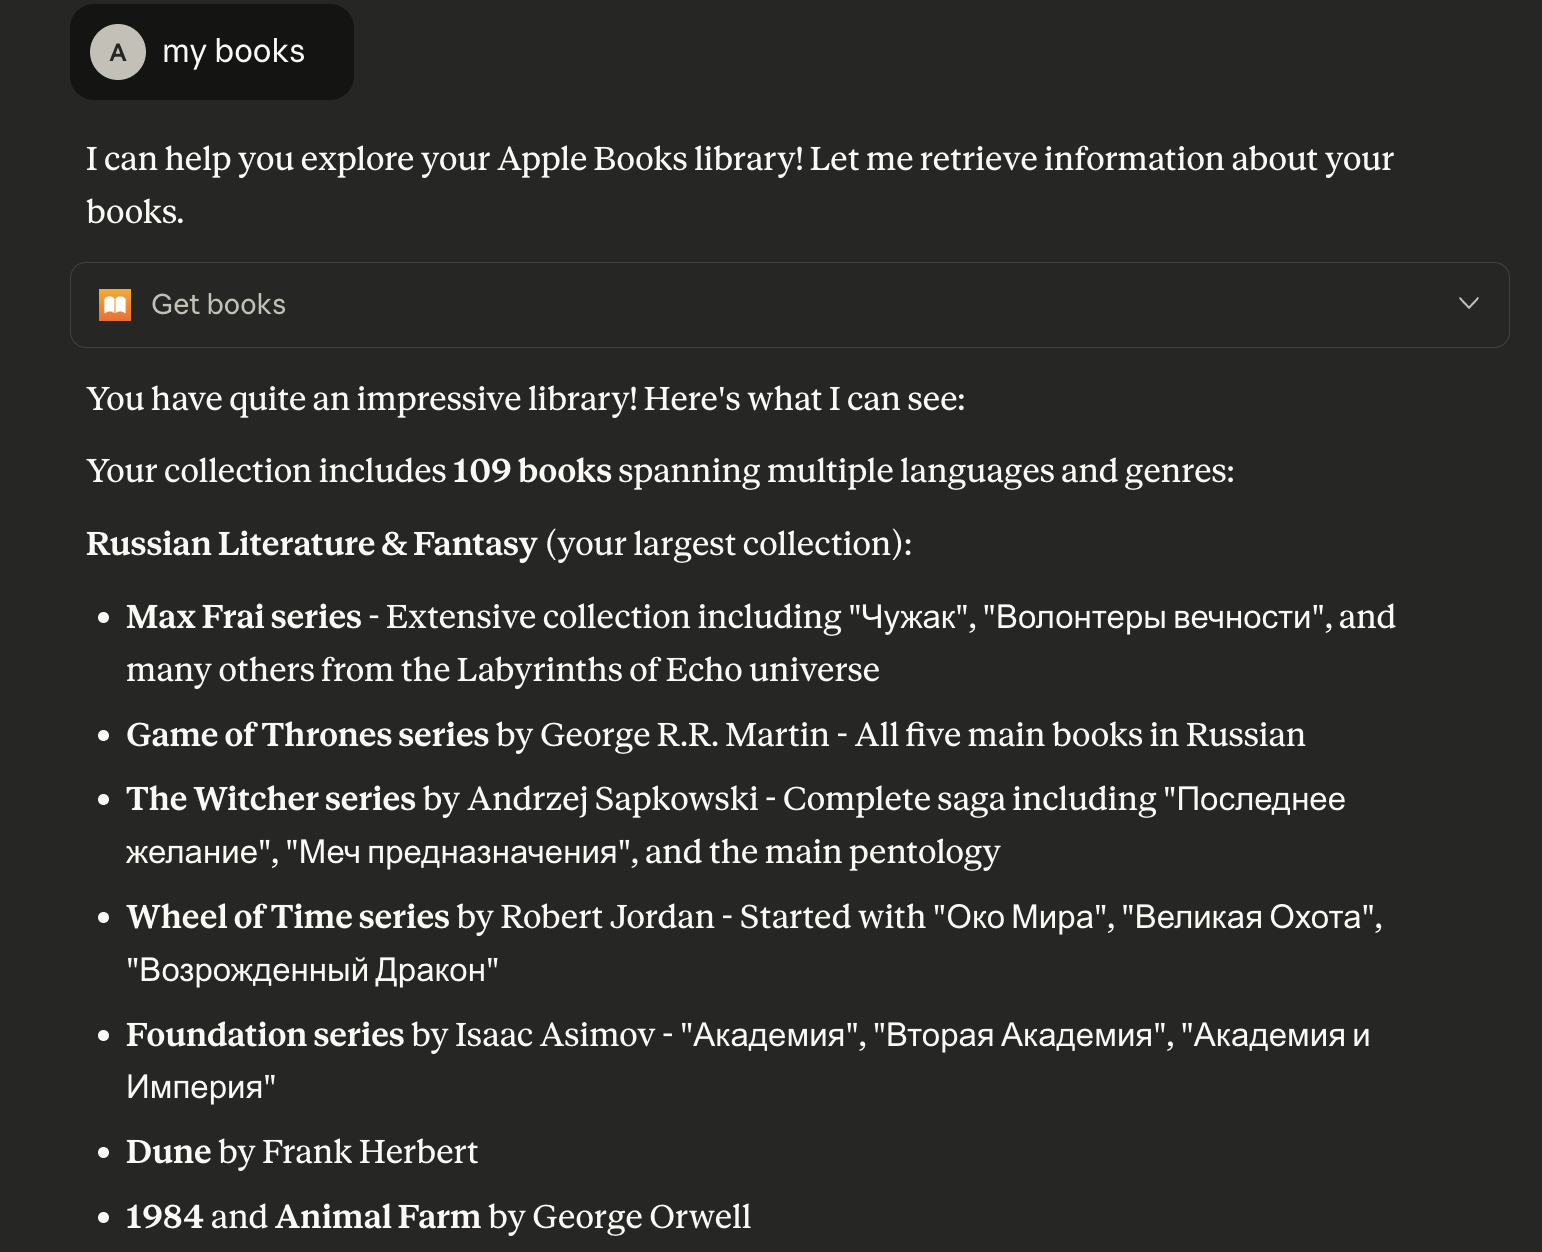 A my books
I can help you explore your Apple Books library! Let me retrieve information about your
books.
Get books
You have quite an impressive library! Here's what I can see:
Your collection includes 109 books spanning multiple languages and genres:
Russian Literature & Fantasy (your largest collection):
• Max Frai series - Extensive collection including "Чужак", "Волонтеры вечности", and
many others from the Labyrinths of Echo universe
• Game of Thrones series by George R.R. Martin - All five main books in Russian
• The Witcher series by Andrzej Sapkowski - Complete saga including "Последнее
желание", "Меч предназначения", and the main pentology
• Wheel of Time series by Robert Jordan - Started with "Око Мира", "Великая Охота",
"Возрожденный Дракон"
• Foundation series by Isaac Asimov - "Академия", "Вторая Академия", "Академия и
Империя"
• Dune by Frank Herbert
• 1984 and Animal Farm by George Orwell